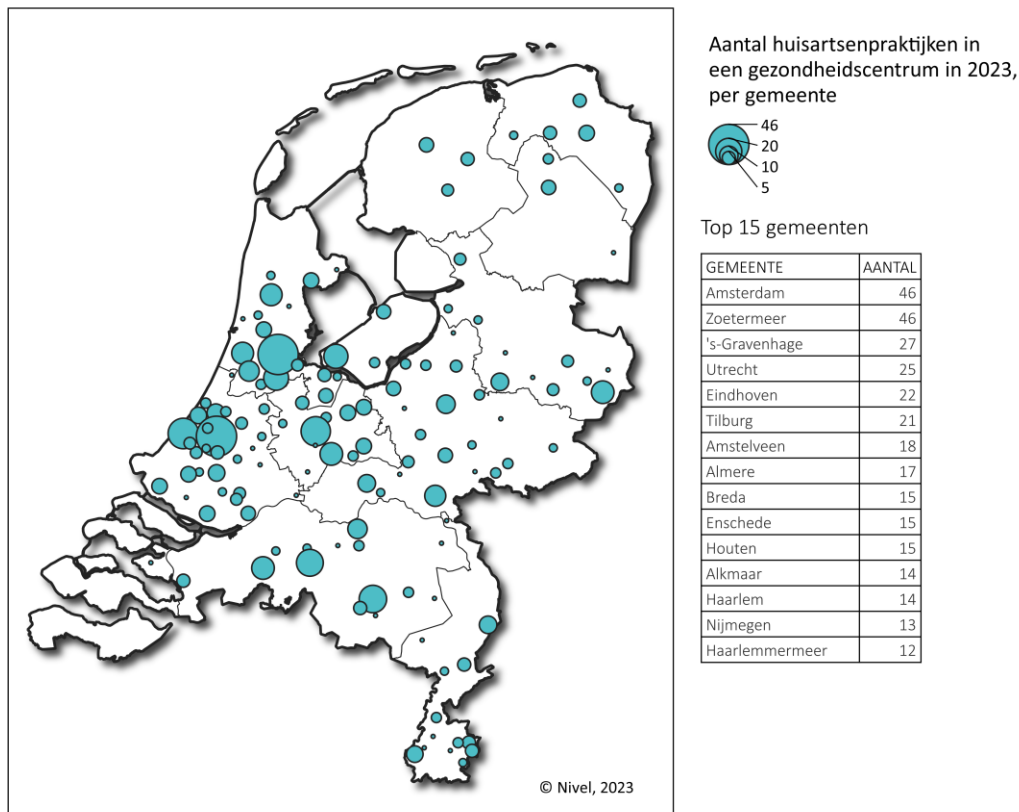 Aantal huisartsenpraktijken in
een gezondheidscentrum in 2023,
per gemeente
46
20
10
5
Top 15 gemeenten
GEMEENTE AANTAL
Amsterdam 46
Zoetermeer 46
's-Gravenhage 27
Utrecht 25
Eindhoven 22
Tilburg 21
Amstelveen 18
Almere 17
Breda 15
Enschede 15
Houten 15
Alkmaar 14
Haarlem 14
Nijmegen 13
Haarlemmermeer 12
© Nivel, 2023